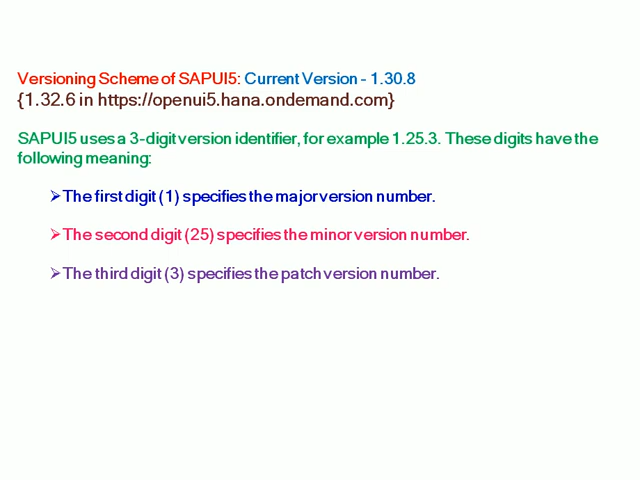 Versioning Scheme of SAPUI5: Current Version - 1.30.8
{1.32.6 in https://openui5.hana.ondemand.com}
SAPUI5 uses a 3-digit version identifier, for example 1.25.3. These digits have the
following meaning:
➢The first digit (1) specifies the major version number.
➢The second digit (25) specifies the minor version number.
➢The third digit (3) specifies the patch version number.